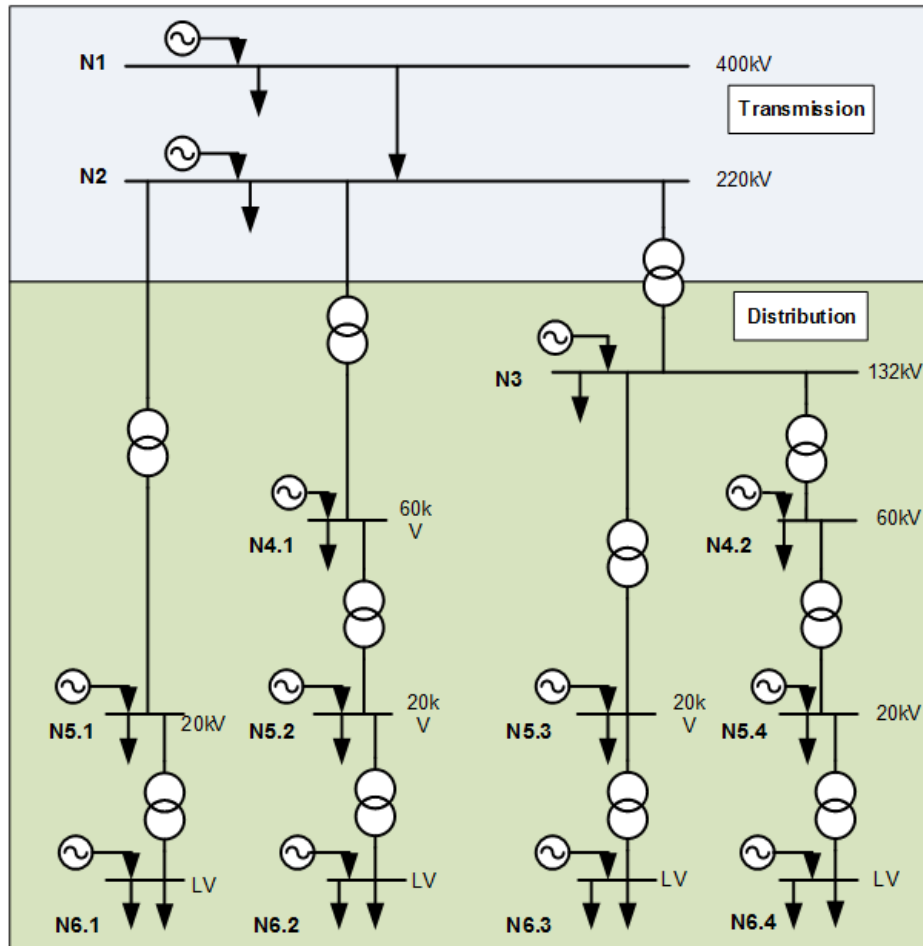 N1
400kV
Transmission
N2
220kV
Distribution
N3
132kV
60k
V
N4.1
N4.2
60kV
N5.1
20kV
N5.2
20k
V
N5.3
20k
V
N5.4
20kV
N6.1
LV
N6.2
LV
N6.3
LV
N6.4
LV